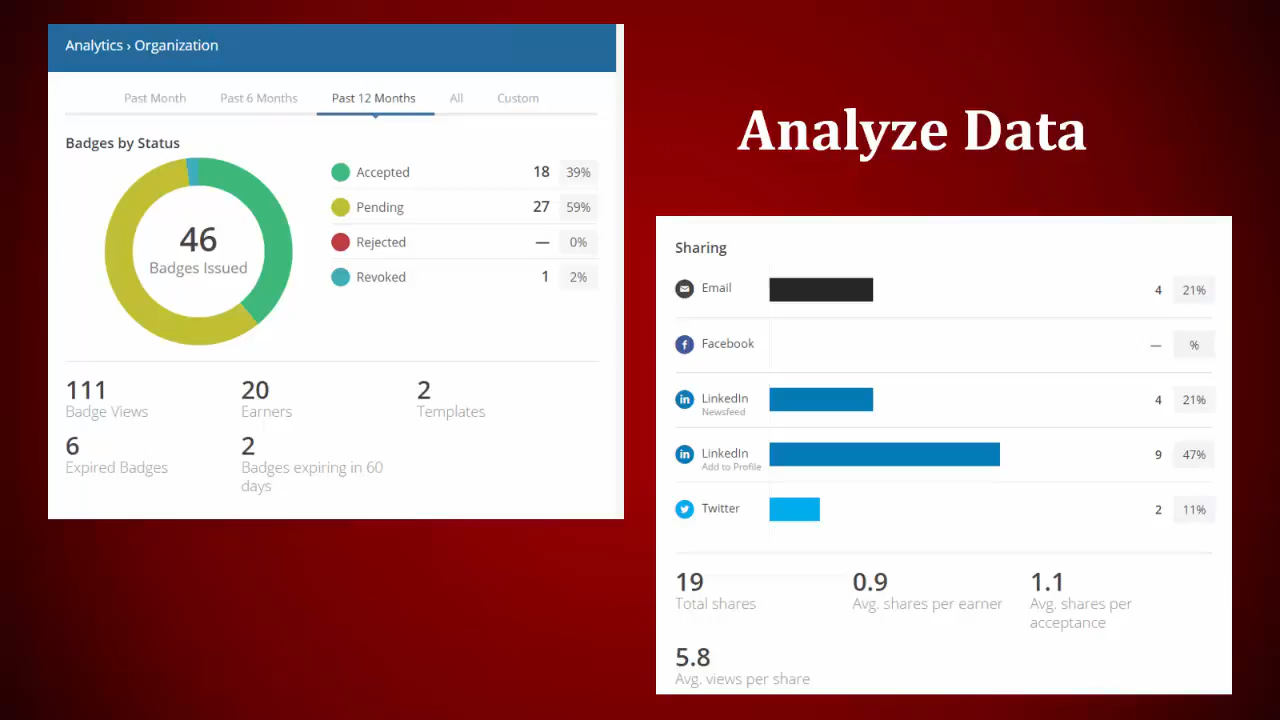 Analytics › Organization
Past Month Past 6 Months Past 12 Months All Custom
Badges by Status
46
Badges Issued
Accepted 18 39%
Pending 27 59%
Rejected — 0%
Revoked 1 2%
111 20 2
Badge Views Earners Templates
6 2
Expired Badges Badges expiring in 60
days
Analyze Data
Sharing
Email 4 21%
f Facebook — %
in LinkedIn 4 21%
Newsfeed
in LinkedIn 9 47%
Add to Profile
Twitter 2 11%
19 0.9 1.1
Total shares Avg. shares per earner Avg. shares per
acceptance
5.8
Avg. views per share